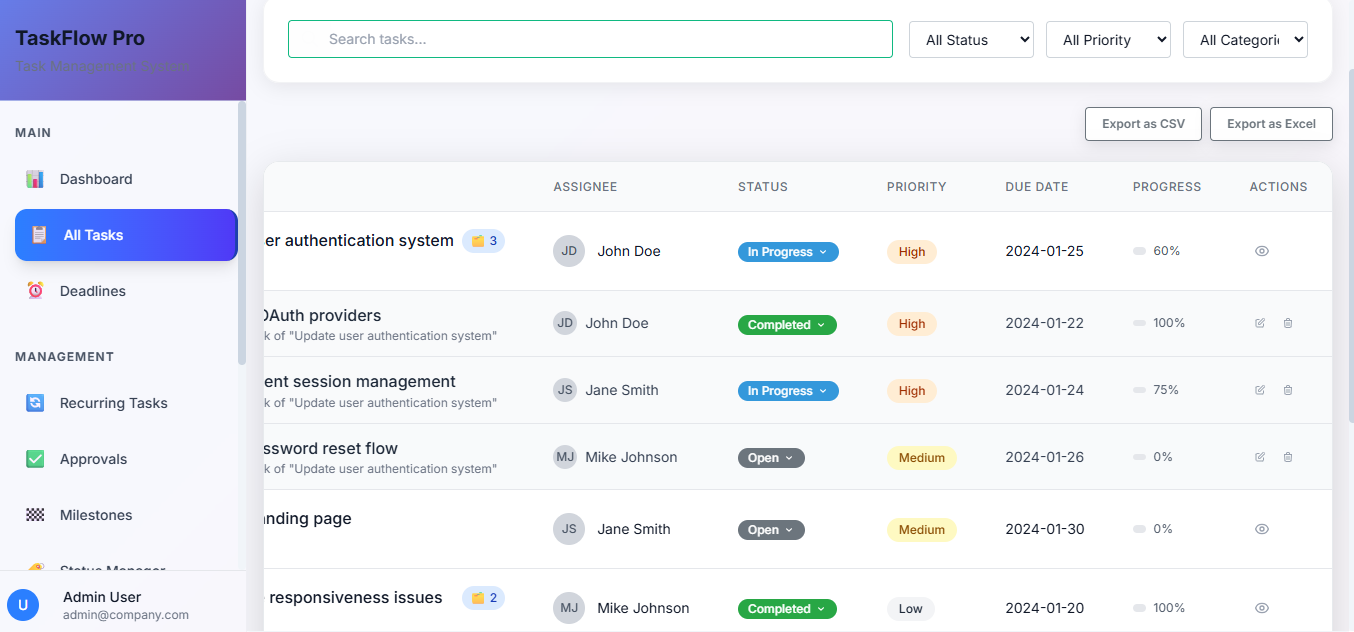 TaskFlow Pro
Task Management System
MAIN
Dashboard
All Tasks
Deadlines
MANAGEMENT
Recurring Tasks
Approvals
Milestones
Status Manager
U
Admin User
admin@company.com
Search tasks...
All Status
All Priority
All Categori
Export as CSV
Export as Excel
ASSIGNEE STATUS PRIORITY DUE DATE PROGRESS ACTIONS
er authentication system 3 JD John Doe In Progress High 2024-01-25 60%
OAuth providers
k of "Update user authentication system" JD John Doe Completed High 2024-01-22 100%
ent session management
k of "Update user authentication system" JS Jane Smith In Progress High 2024-01-24 75%
ssword reset flow
k of "Update user authentication system" MJ Mike Johnson Open Medium 2024-01-26 0%
anding page JS Jane Smith Open Medium 2024-01-30 0%
responsiveness issues 2 MJ Mike Johnson Completed Low 2024-01-20 100%